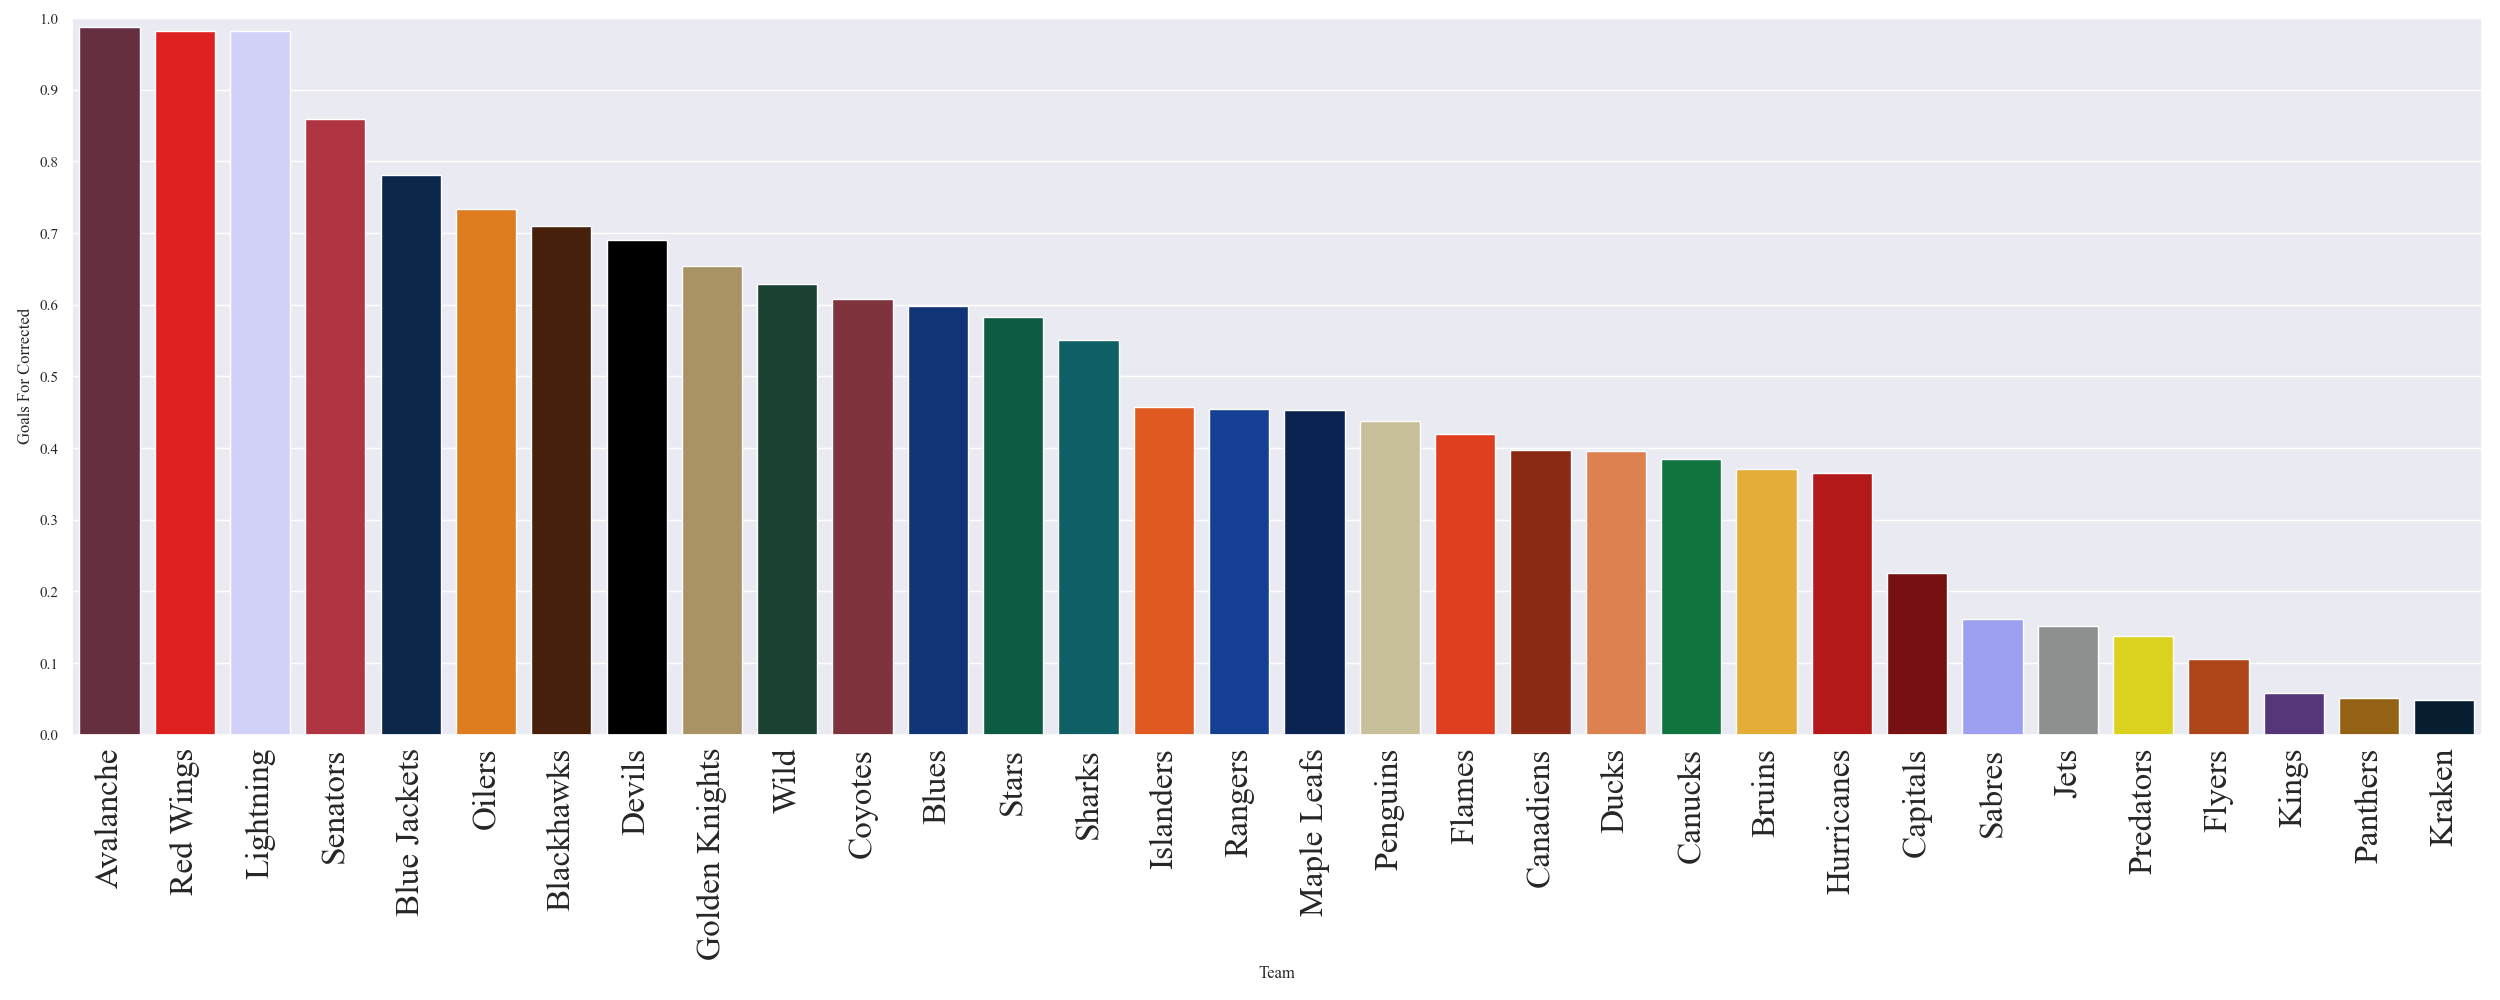 1.0
0.9
0.8
0.7
0.6
0.5
0.4
0.3
0.2
0.1
0.0
Goals For Corrected
Avalanche
Red Wings
Lightning
Senators
Blue Jackets
Oilers
Blackhawks
Devils
Golden Knights
Wild
Coyotes
Blues
Stars
Sharks
Islanders
Rangers
Maple Leafs
Penguins
Flames
Canadiens
Ducks
Canucks
Bruins
Hurricanes
Capitals
Sabres
Jets
Predators
Flyers
Kings
Panthers
Kraken
Team